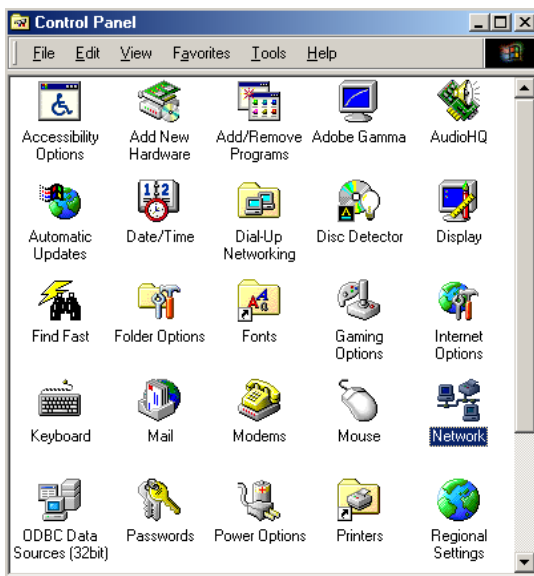 Control Panel
File Edit View Favorites Tools Help
Accessibility Options
Add New Hardware
Add/Remove Programs
Adobe Gamma
AudioHQ
Automatic Updates
Date/Time
Dial-Up Networking
Disc Detector
Display
Find Fast
Folder Options
Fonts
Gaming Options
Internet Options
Keyboard
Mail
Modems
Mouse
Network
ODBC Data Sources (32bit)
Passwords
Power Options
Printers
Regional Settings